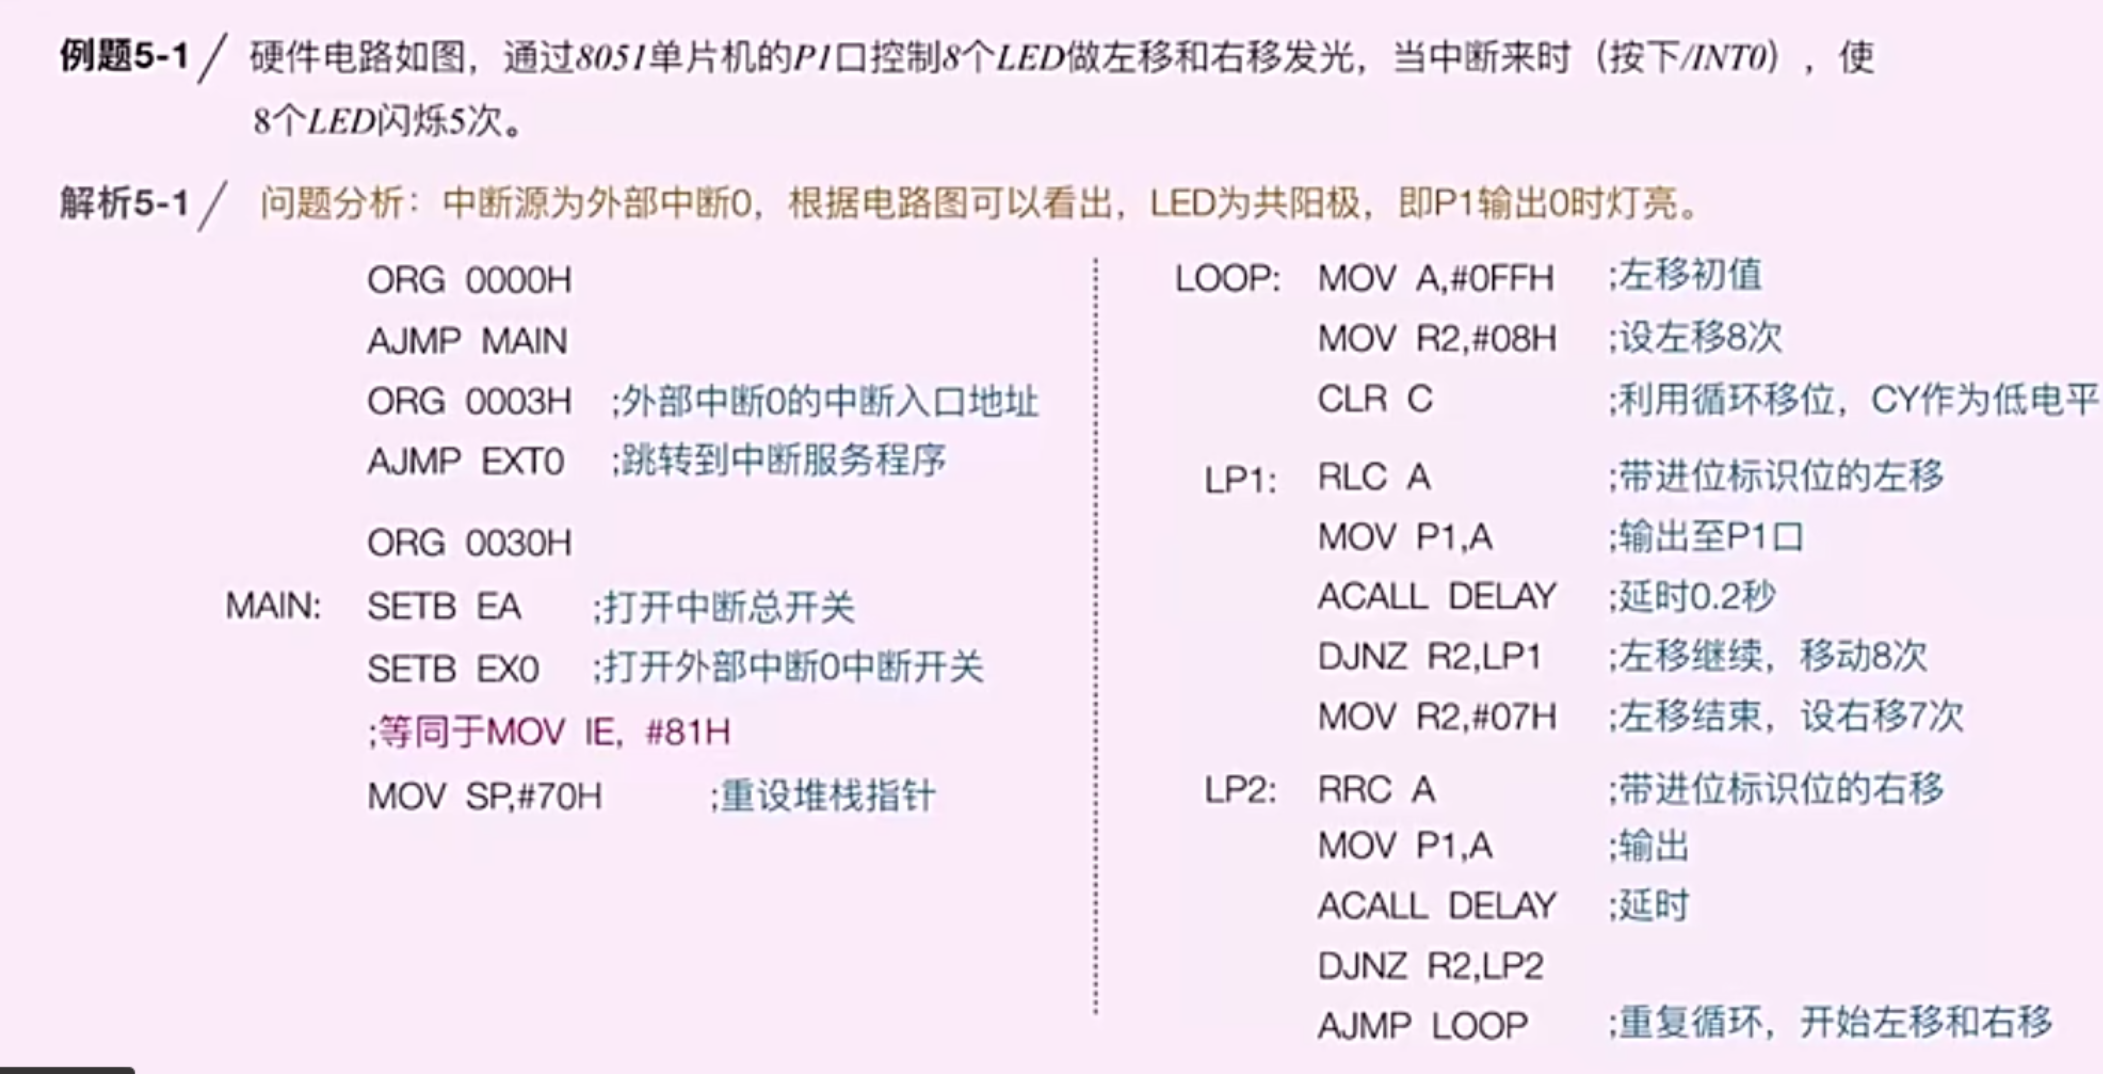 例题5-1 / 硬件电路如图，通过8051单片机的P1口控制8个LED做左移和右移发光，当中断来时（按下/INT0），使
8个LED闪烁5次。
解析5-1 / 问题分析：中断源为外部中断0，根据电路图可以看出，LED为共阳极，即P1输出0时灯亮。
ORG 0000H
AJMP MAIN
ORG 0003H ;外部中断0的中断入口地址
AJMP EXT0 ;跳转到中断服务程序
ORG 0030H
MAIN: SETB EA ;打开中断总开关
SETB EX0 ;打开外部中断0中断开关
;等同于MOV IE, #81H
MOV SP,#70H ;重设堆栈指针
LOOP: MOV A,#0FFH ;左移初值
MOV R2,#08H ;设左移8次
CLR C ;利用循环移位，CY作为低电平
LP1: RLC A ;带进位标识位的左移
MOV P1,A ;输出至P1口
ACALL DELAY ;延时0.2秒
DJNZ R2,LP1 ;左移继续，移动8次
MOV R2,#07H ;左移结束，设右移7次
LP2: RRC A ;带进位标识位的右移
MOV P1,A ;输出
ACALL DELAY ;延时
DJNZ R2,LP2
AJMP LOOP ;重复循环，开始左移和右移